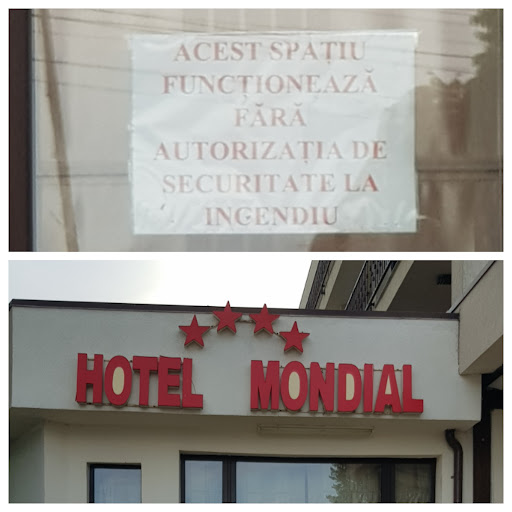 ACEST SPAȚIU
FUNCȚIONEAZĂ
FĂRĂ
AUTORIZAȚIA DE
SECURITATE LA
INCENDIU
HOTEL MONDIAL